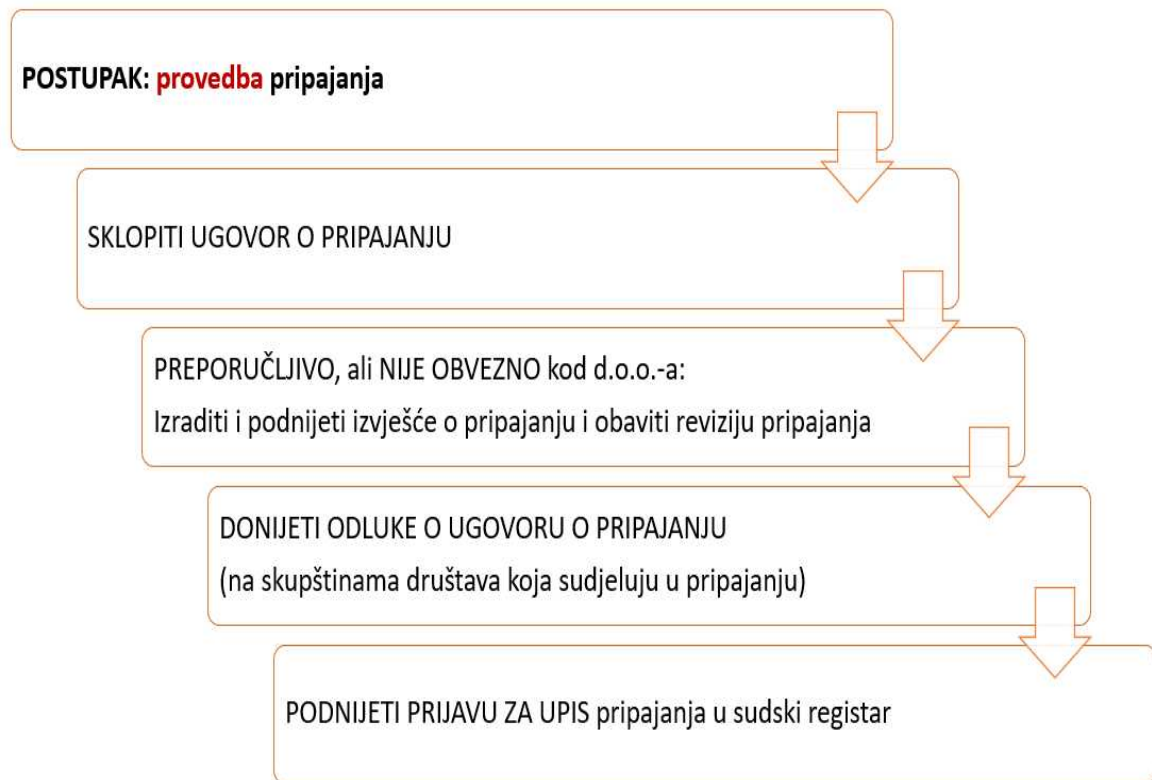 POSTUPAK: provedba pripajanja
SKLOPITI UGOVOR O PRIPAJANJU
PREPORUČLJIVO, ali NIJE OBVEZNO kod d.o.o.-a:
Izraditi i podnijeti izvješće o pripajanju i obaviti reviziju pripajanja
DONIJETI ODLUKE O UGOVORU O PRIPAJANJU
(na skupštinama društava koja sudjeluju u pripajanju)
PODNIJETI PRIJAVU ZA UPIS pripajanja u sudski registar